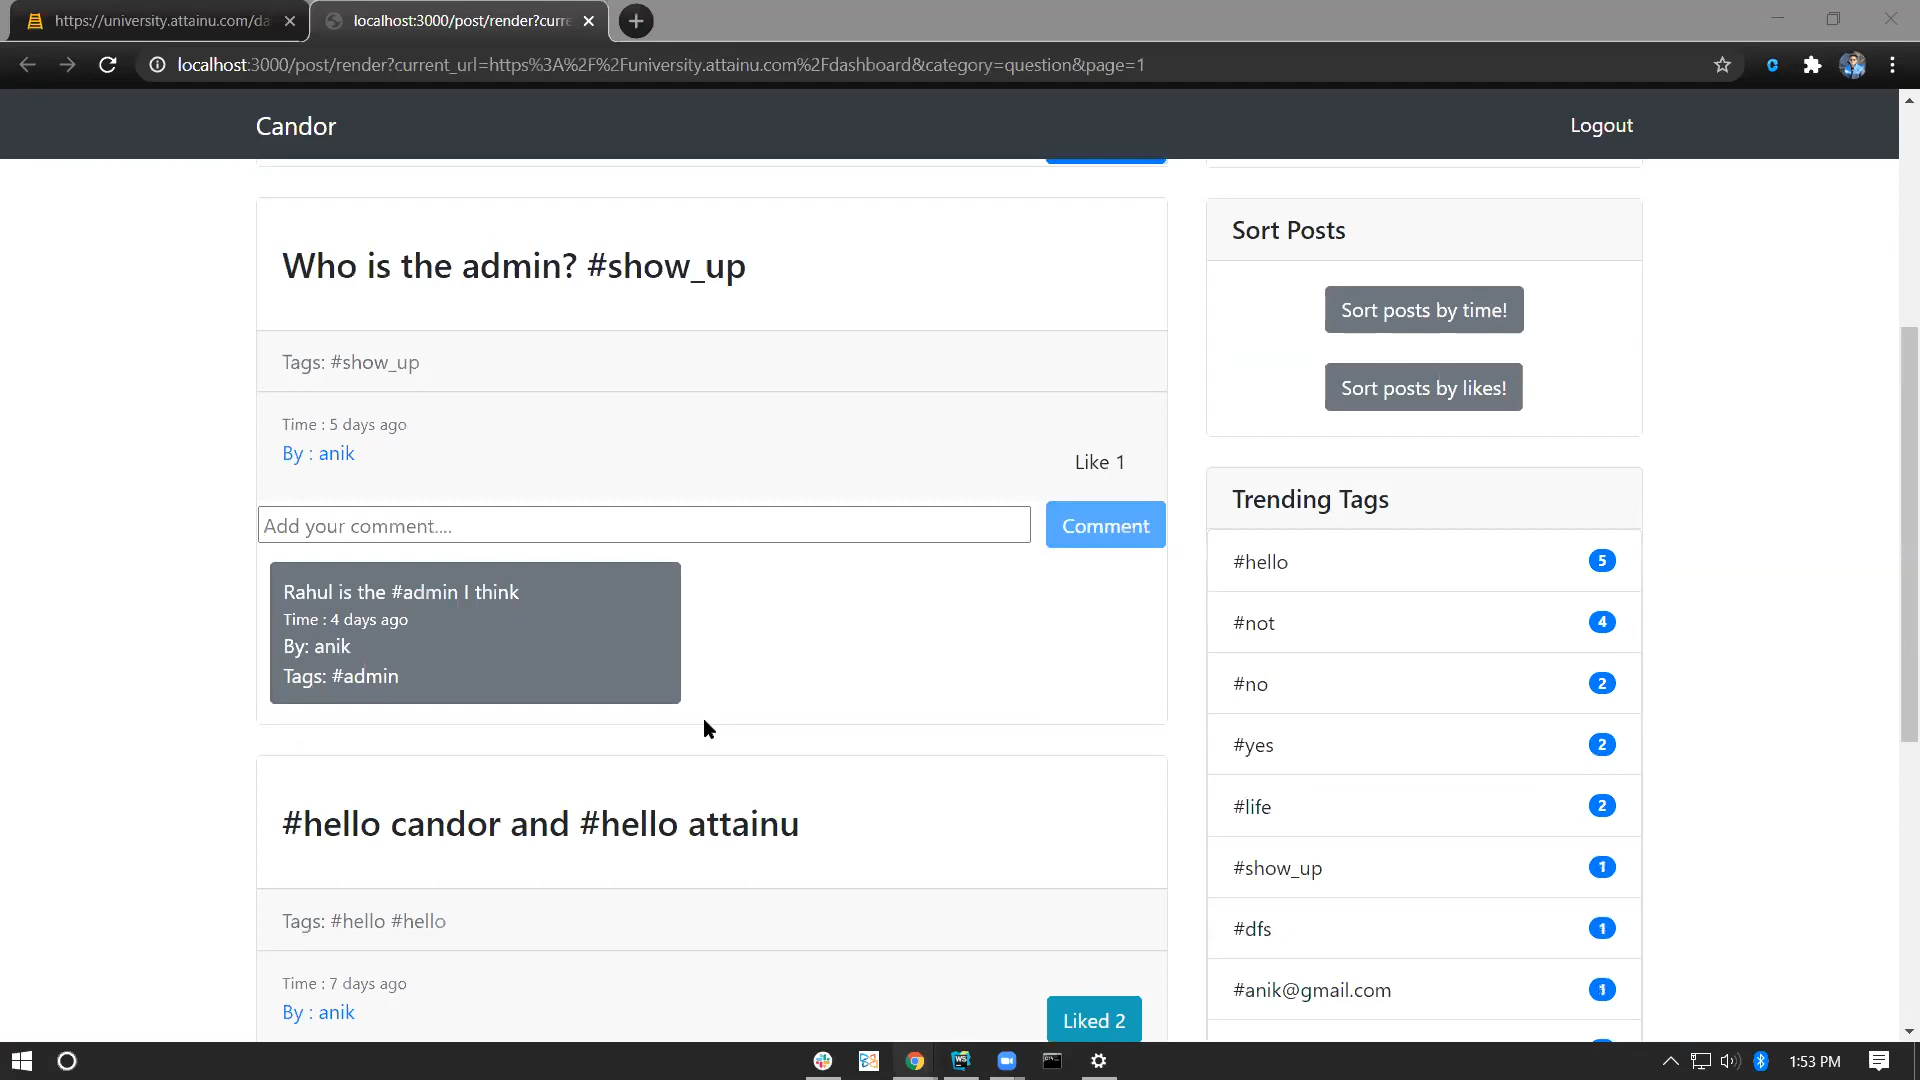 https://university.attainu.com/da
localhost:3000/post/render?curre
localhost:3000/post/render?current_url=https%3A%2F%2Funiversity.attainu.com%2Fdashboard&category=question&page=1
Candor
Logout
Who is the admin? #show_up
Tags: #show_up
Time : 5 days ago
By : anik
Like 1
Add your comment....
Comment
Rahul is the #admin I think
Time : 4 days ago
By: anik
Tags: #admin
#hello candor and #hello attainu
Tags: #hello #hello
Time : 7 days ago
By : anik
Liked 2
Sort Posts
Sort posts by time!
Sort posts by likes!
Trending Tags
#hello 5
#not 4
#no 2
#yes 2
#life 2
#show_up 1
#dfs 1
#anik@gmail.com 1
1:53 PM